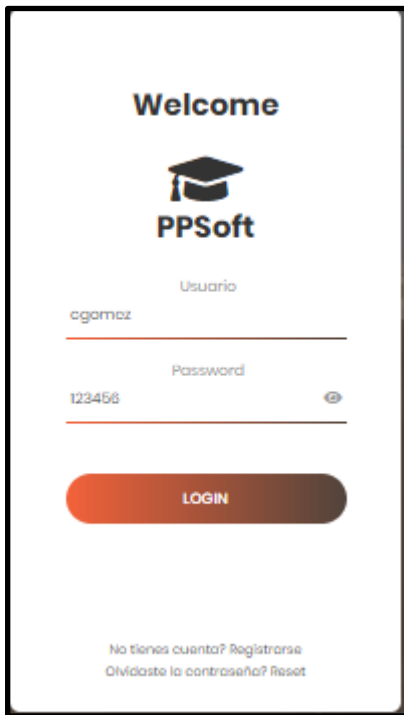 Welcome
PPSoft
Usuario
cgomez
Password
123456
LOGIN
No tienes cuenta? Registrarse
Olvidaste la contraseña? Reset